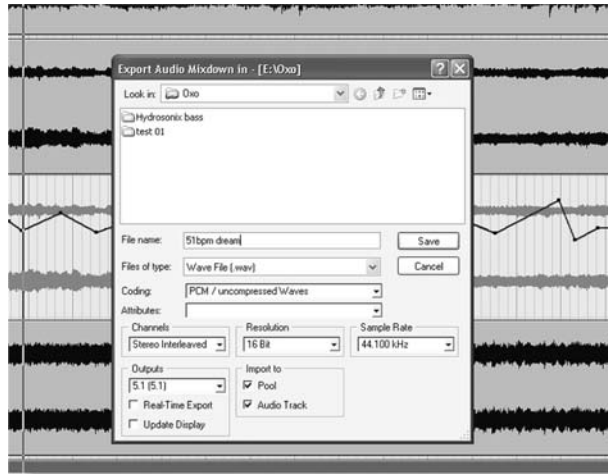 Export Audio Mixdown in - [E:\Oxo]
Look in: Oxo
Hydrosonix bass
test 01
File name: 51bpm dream Save
Files of type: Wave File (.wav) Cancel
Coding: PCM / uncompressed Waves
Attributes:
Channels Resolution Sample Rate
Stereo Interleaved 16 Bit 44.100 kHz
Outputs Import to
5.1 (5.1) Pool
Real-Time Export Audio Track
Update Display